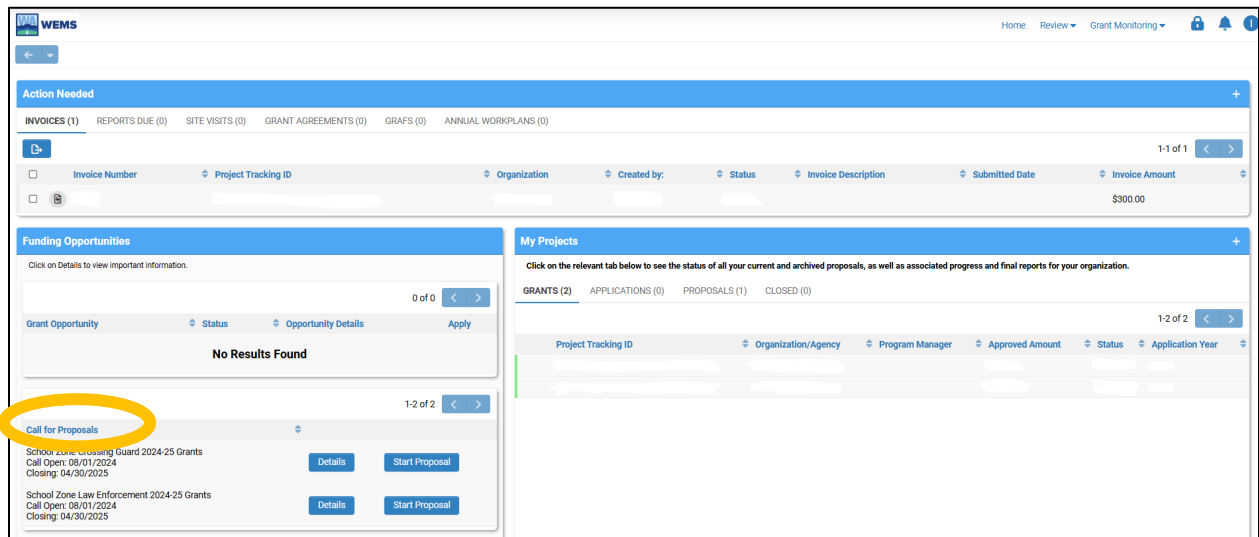 WA WEMS
Home Review Grant Monitoring I
Action Needed +
INVOICES (1) REPORTS DUE (0) SITE VISITS (0) GRANT AGREEMENTS (0) GRAFS (0) ANNUAL WORKPLANS (0)
1-1 of 1
Invoice Number Project Tracking ID Organization Created by: Status Invoice Description Submitted Date Invoice Amount
$300.00
Funding Opportunities
Click on Details to view important information.
0 of 0
Grant Opportunity Status Opportunity Details Apply
No Results Found
1-2 of 2
Call for Proposals
School Zone Crossing Guard 2024-25 Grants
Call Open: 08/01/2024
Closing: 04/30/2025
Details Start Proposal
School Zone Law Enforcement 2024-25 Grants
Call Open: 08/01/2024
Closing: 04/30/2025
Details Start Proposal
My Projects +
Click on the relevant tab below to see the status of all your current and archived proposals, as well as associated progress and final reports for your organization.
GRANTS (2) APPLICATIONS (0) PROPOSALS (1) CLOSED (0)
1-2 of 2
Project Tracking ID Organization/Agency Program Manager Approved Amount Status Application Year